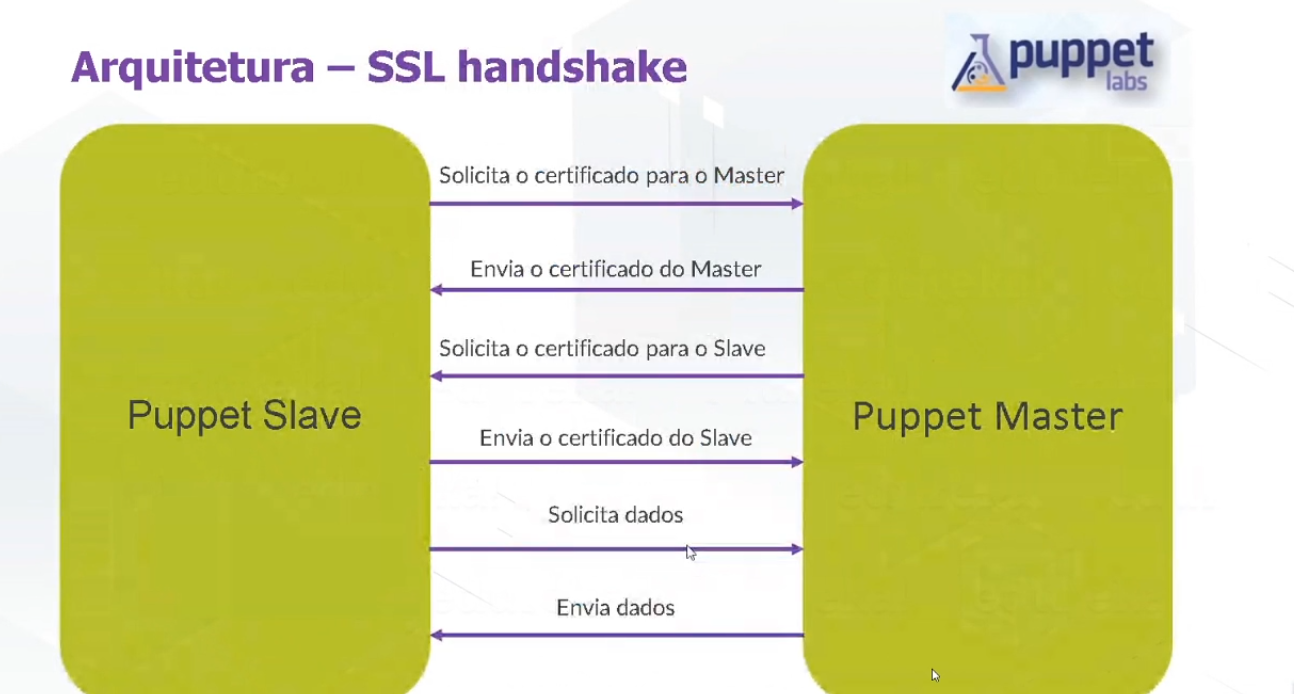 Arquitetura – SSL handshake
puppet
labs
Solicita o certificado para o Master
Envia o certificado do Master
Solicita o certificado para o Slave
Puppet Slave
Puppet Master
Envia o certificado do Slave
Solicita dados
Envia dados